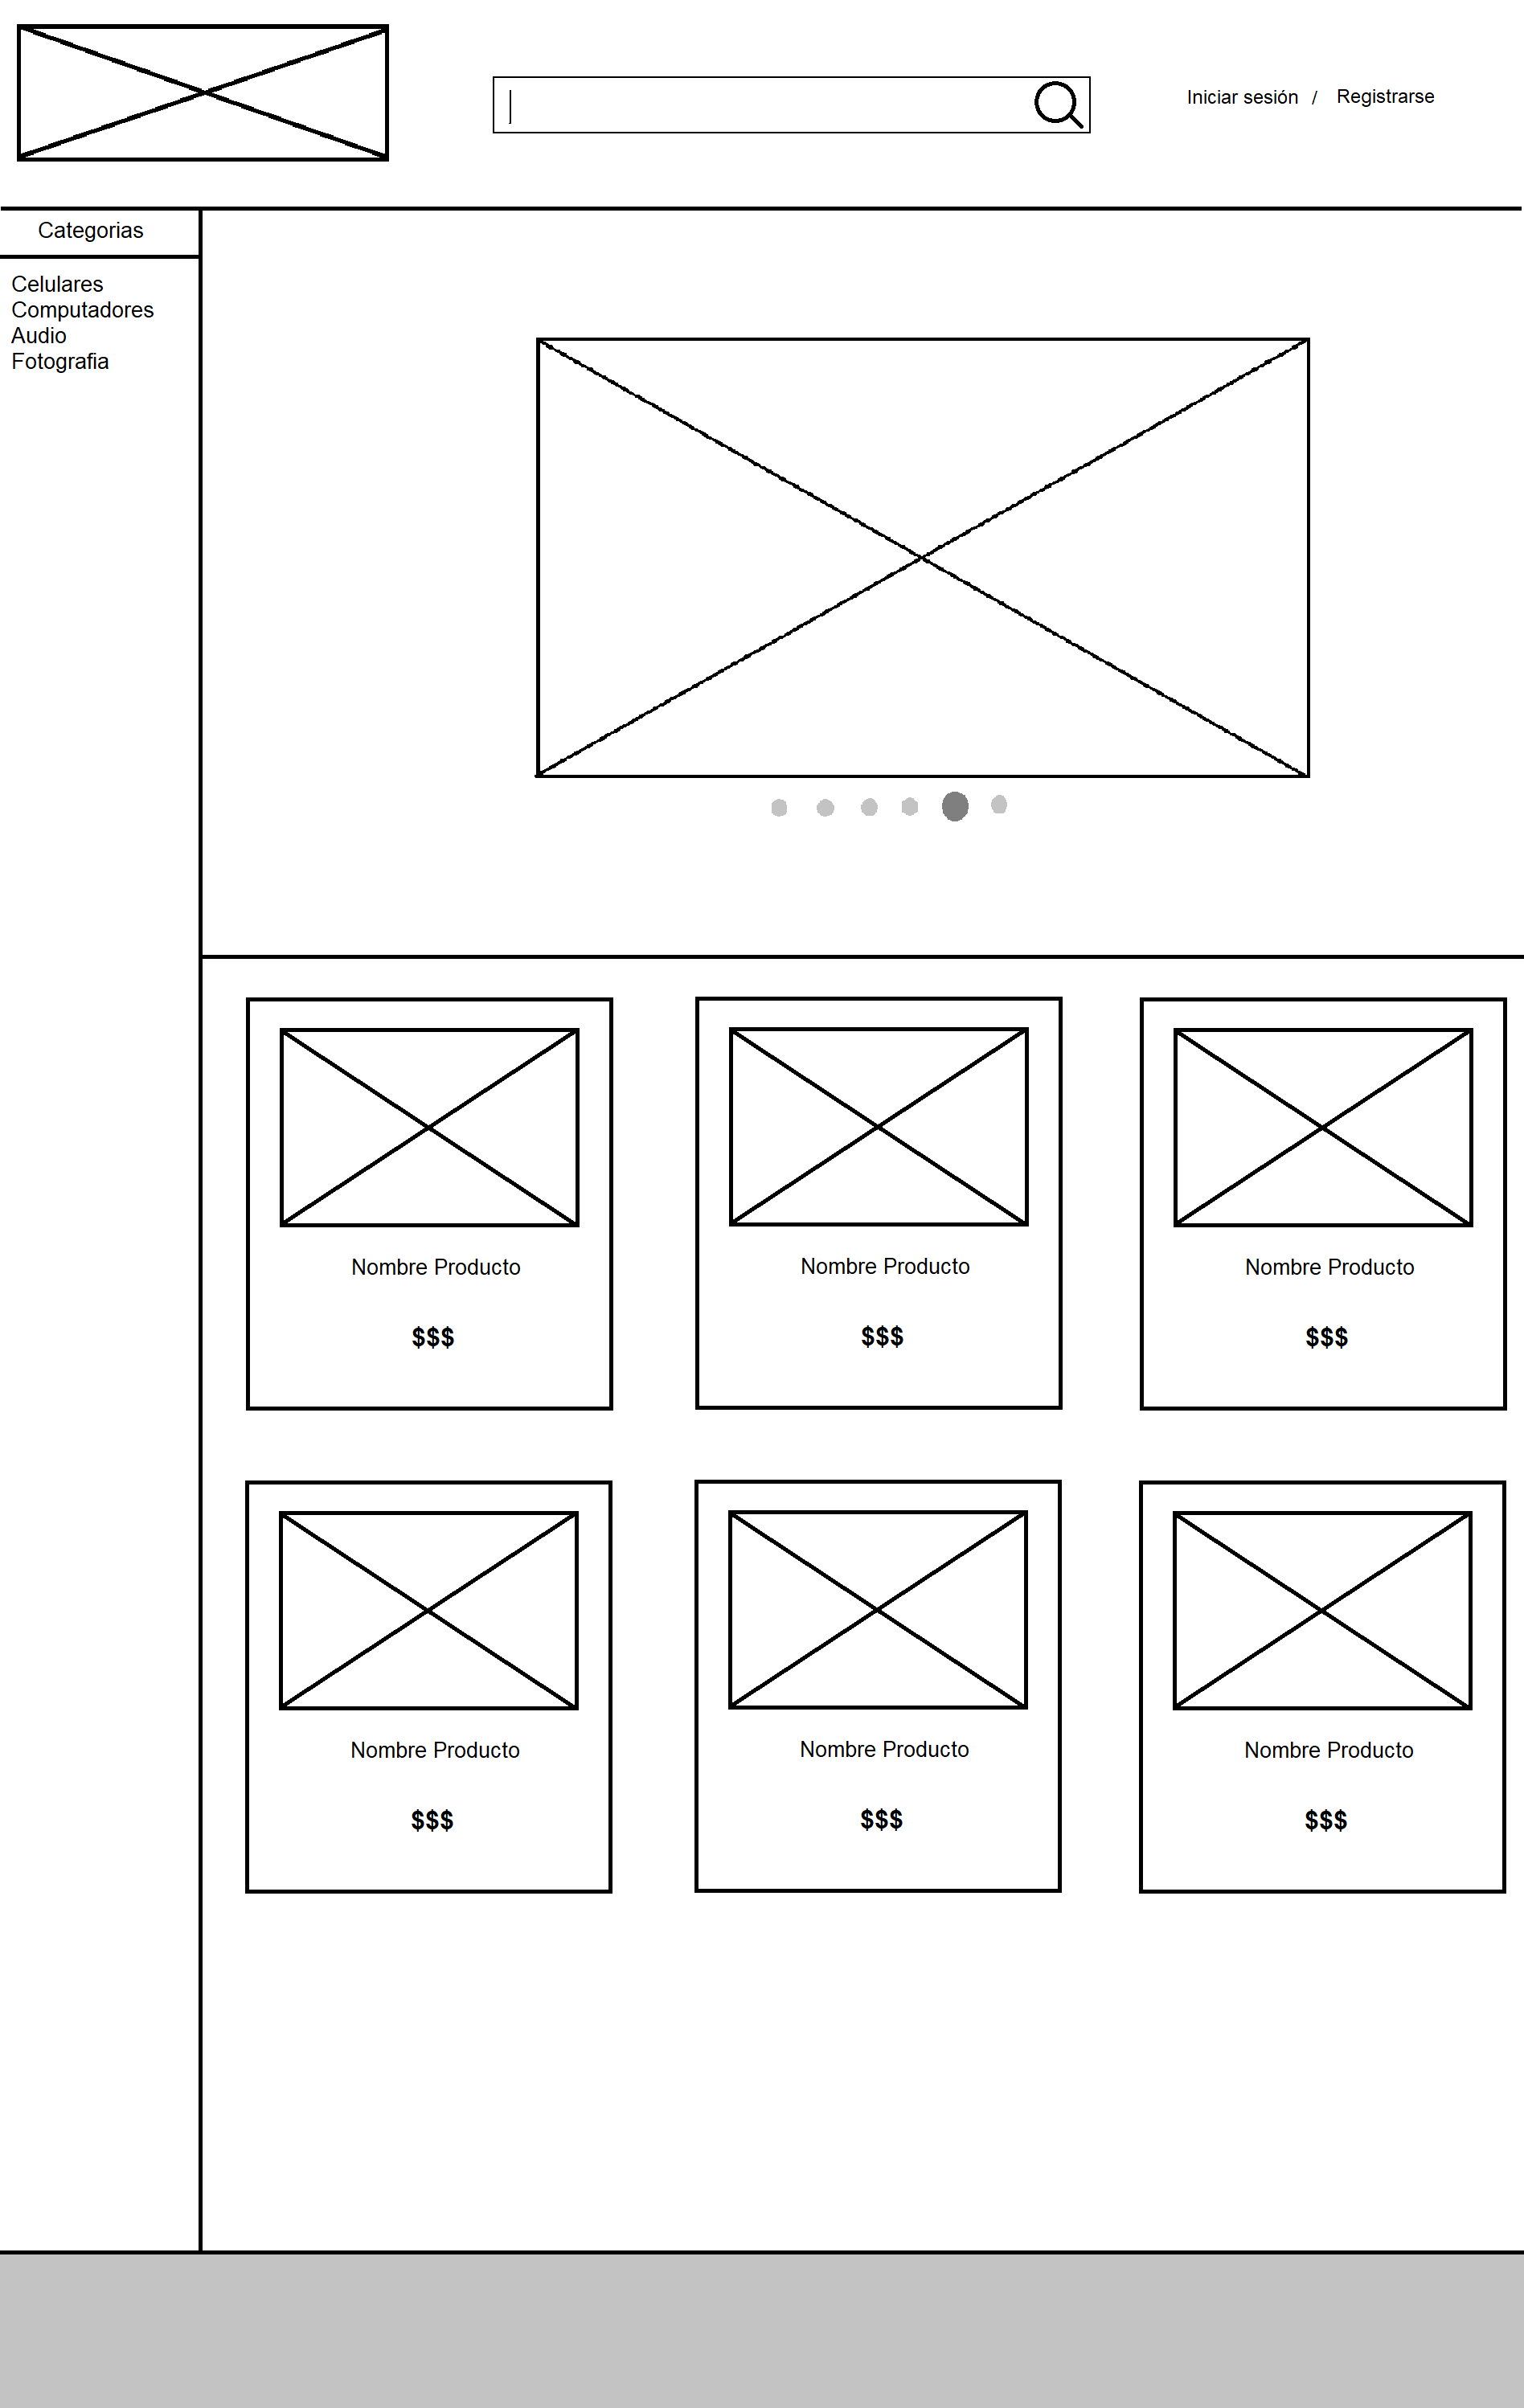 Iniciar sesión / Registrarse
Categorias
Celulares
Computadores
Audio
Fotografia
Nombre Producto
$$$
Nombre Producto
$$$
Nombre Producto
$$$
Nombre Producto
$$$
Nombre Producto
$$$
Nombre Producto
$$$